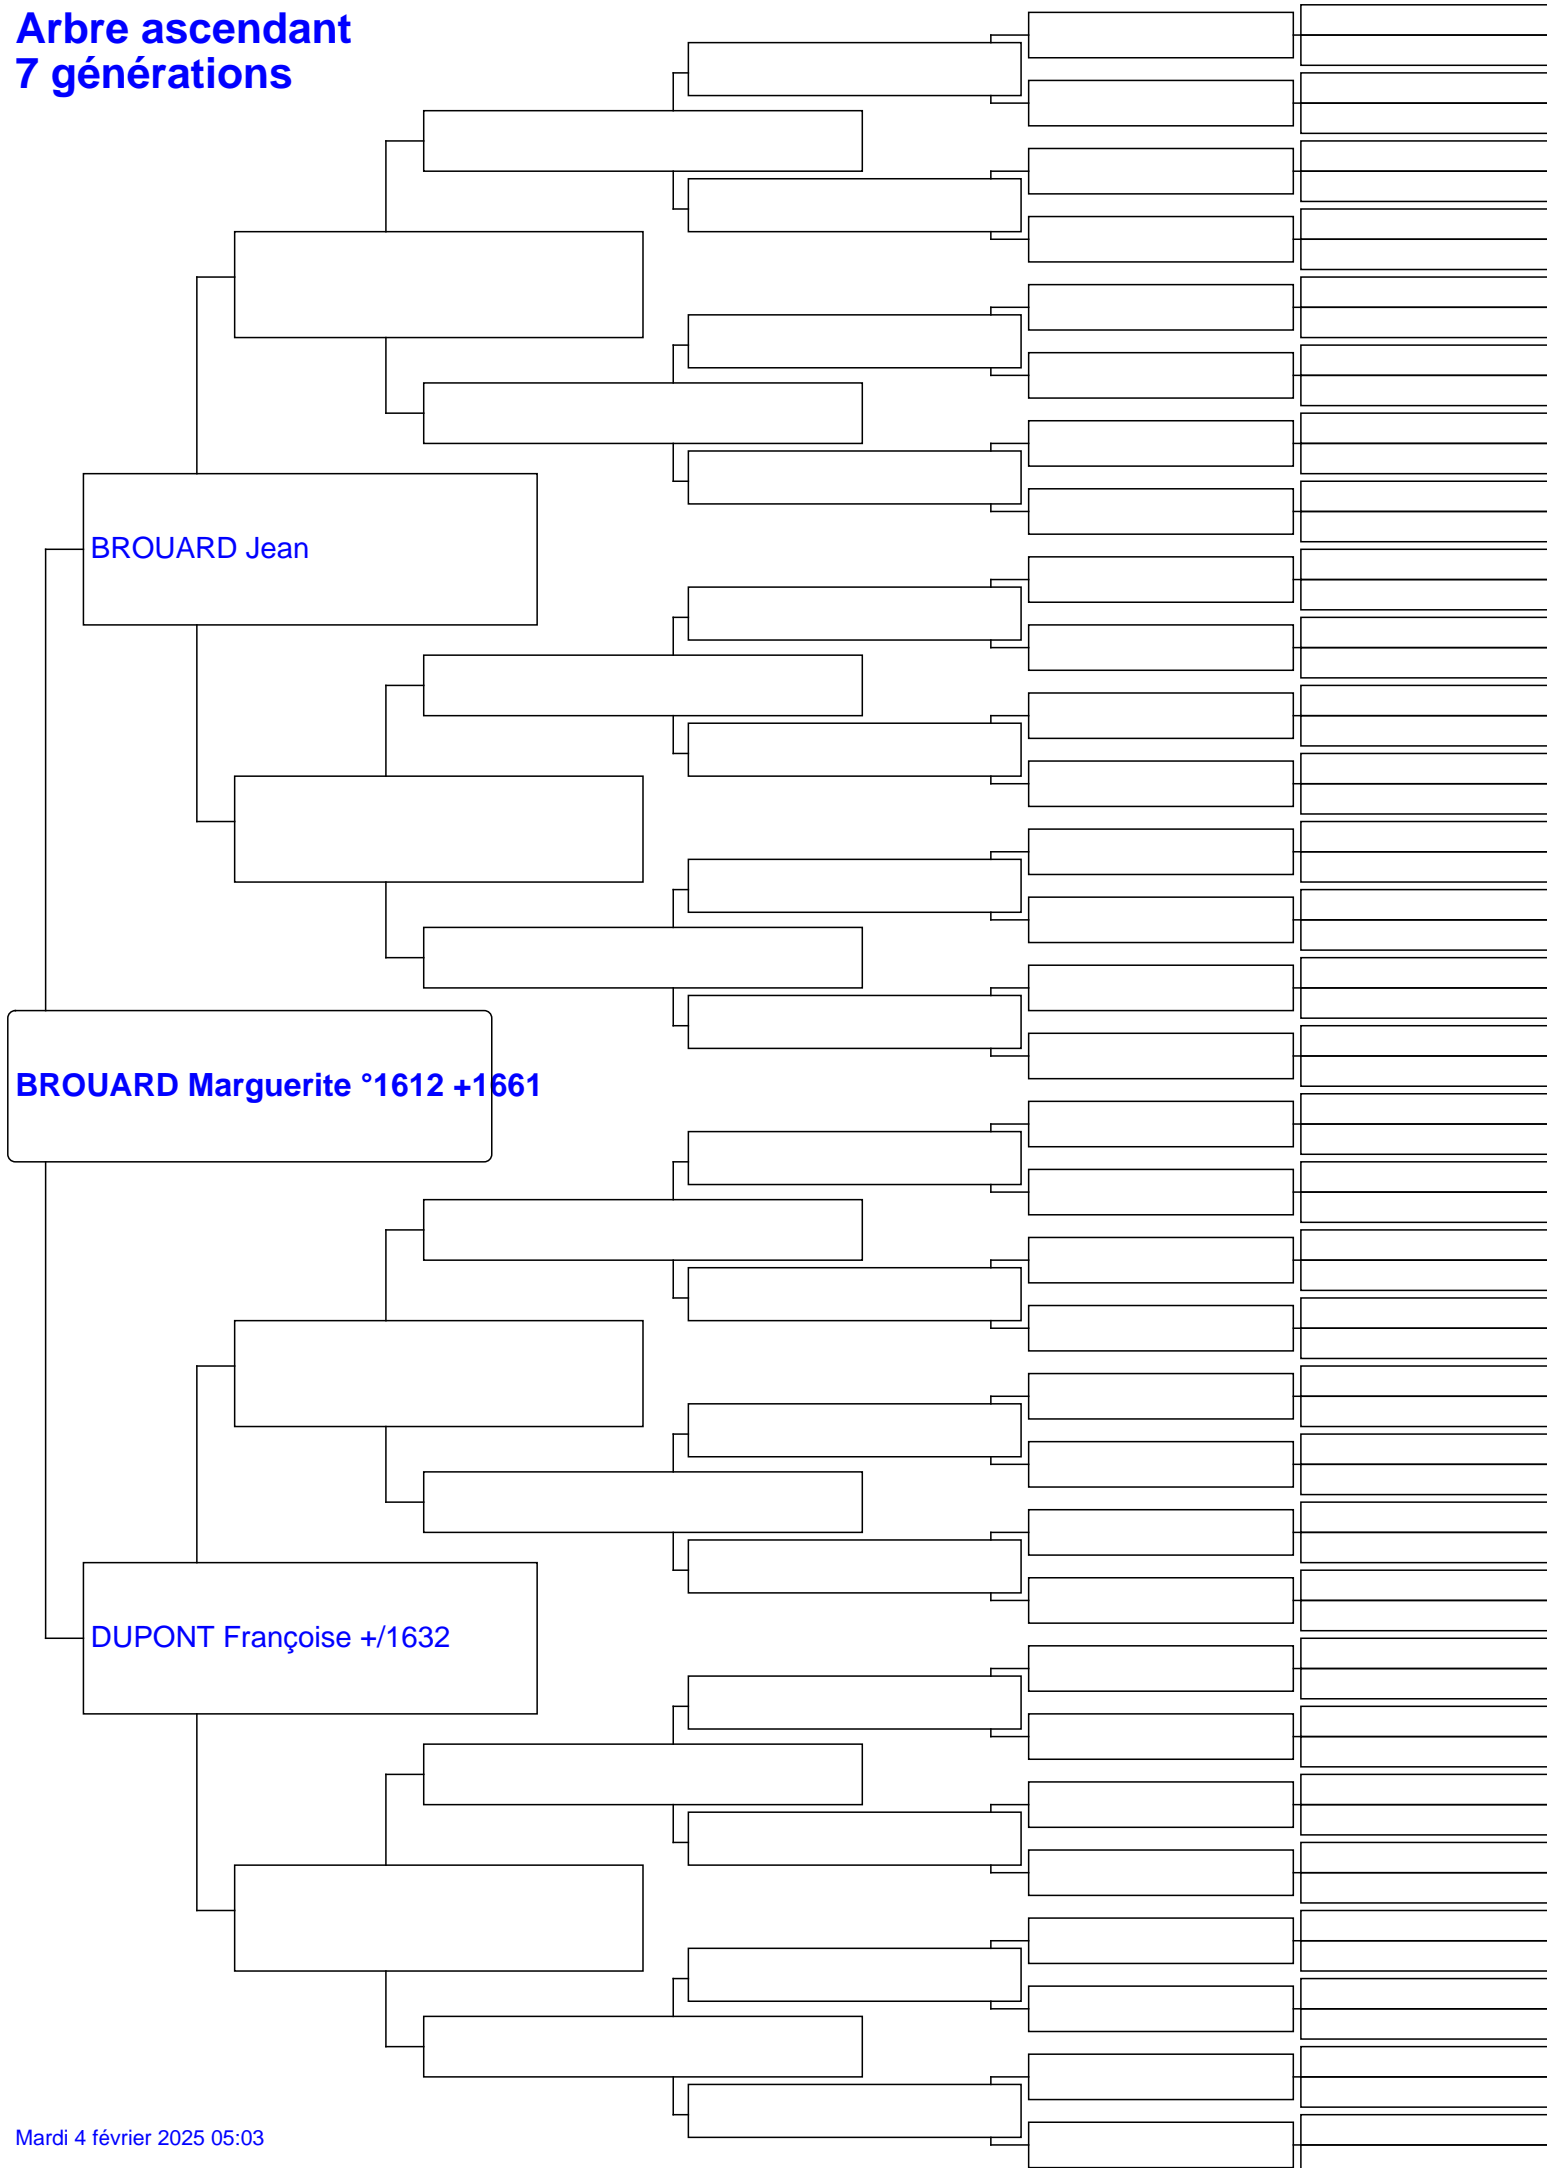 Arbre ascendant
7 générations
BROUARD Jean
BROUARD Marguerite °1612 +1661
DUPONT Françoise +/1632
Mardi 4 février 2025 05:03